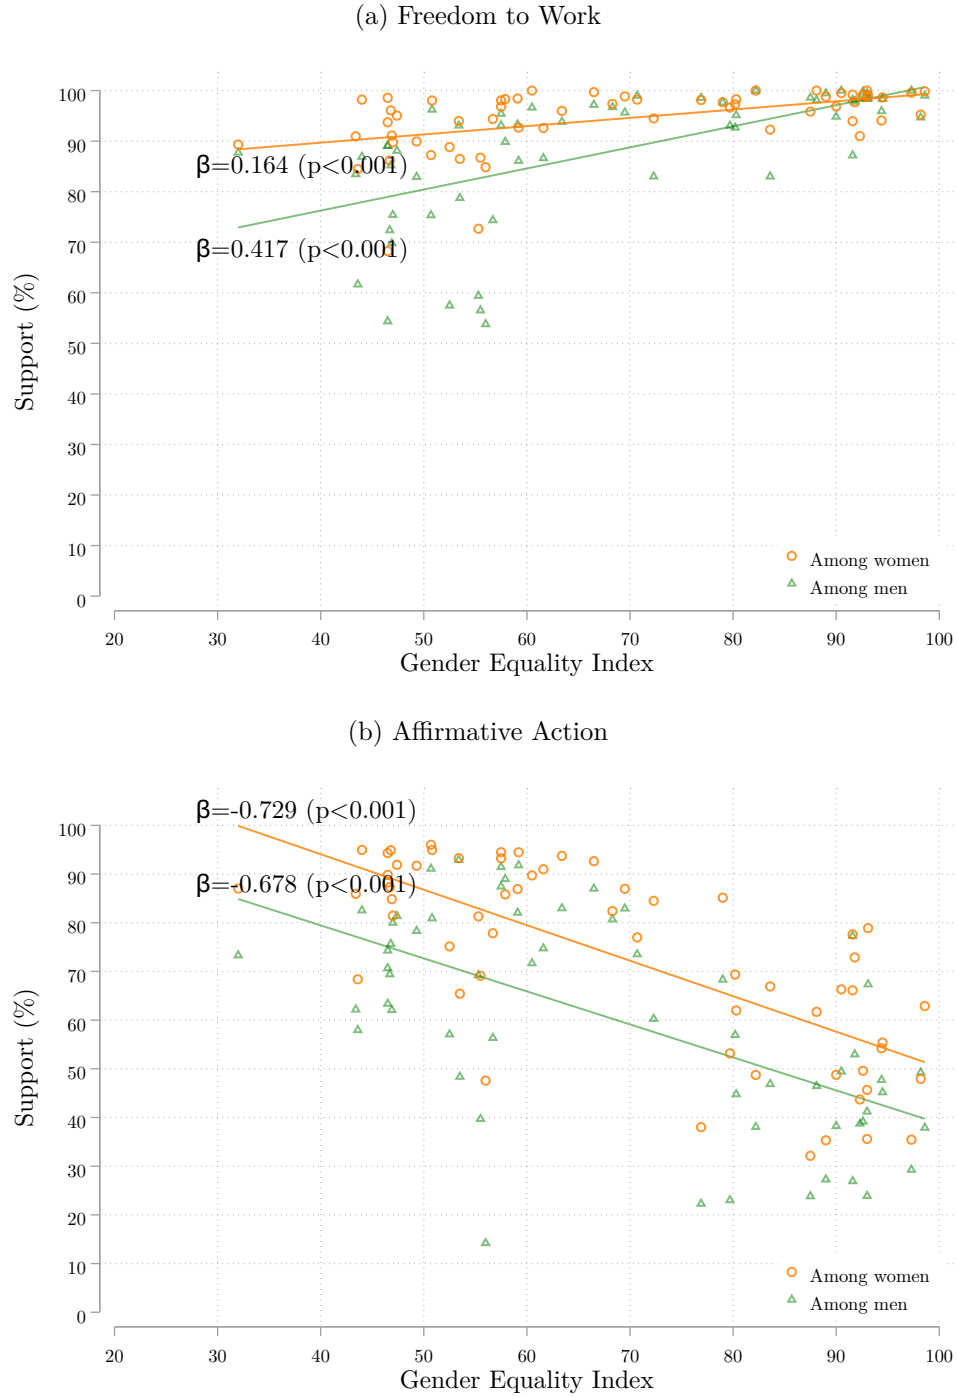 (a) Freedom to Work
100
90
80
70
60
50
40
30
20
10
0
Support (%)
β=0.164 (p<0.001)
β=0.417 (p<0.001)
Among women
Among men
20 30 40 50 60 70 80 90 100
Gender Equality Index
(b) Affirmative Action
100
90
80
70
60
50
40
30
20
10
0
Support (%)
β=-0.729 (p<0.001)
β=-0.678 (p<0.001)
Among women
Among men
20 30 40 50 60 70 80 90 100
Gender Equality Index